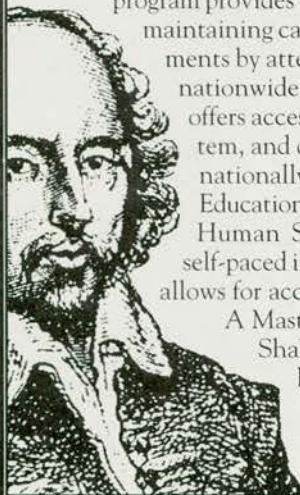 program provides
maintaining ca
ments by atte
nationwide
offers acces
tem, and
nationally
Education
Human S
self-paced i
allows for acc
A Mast
Sha